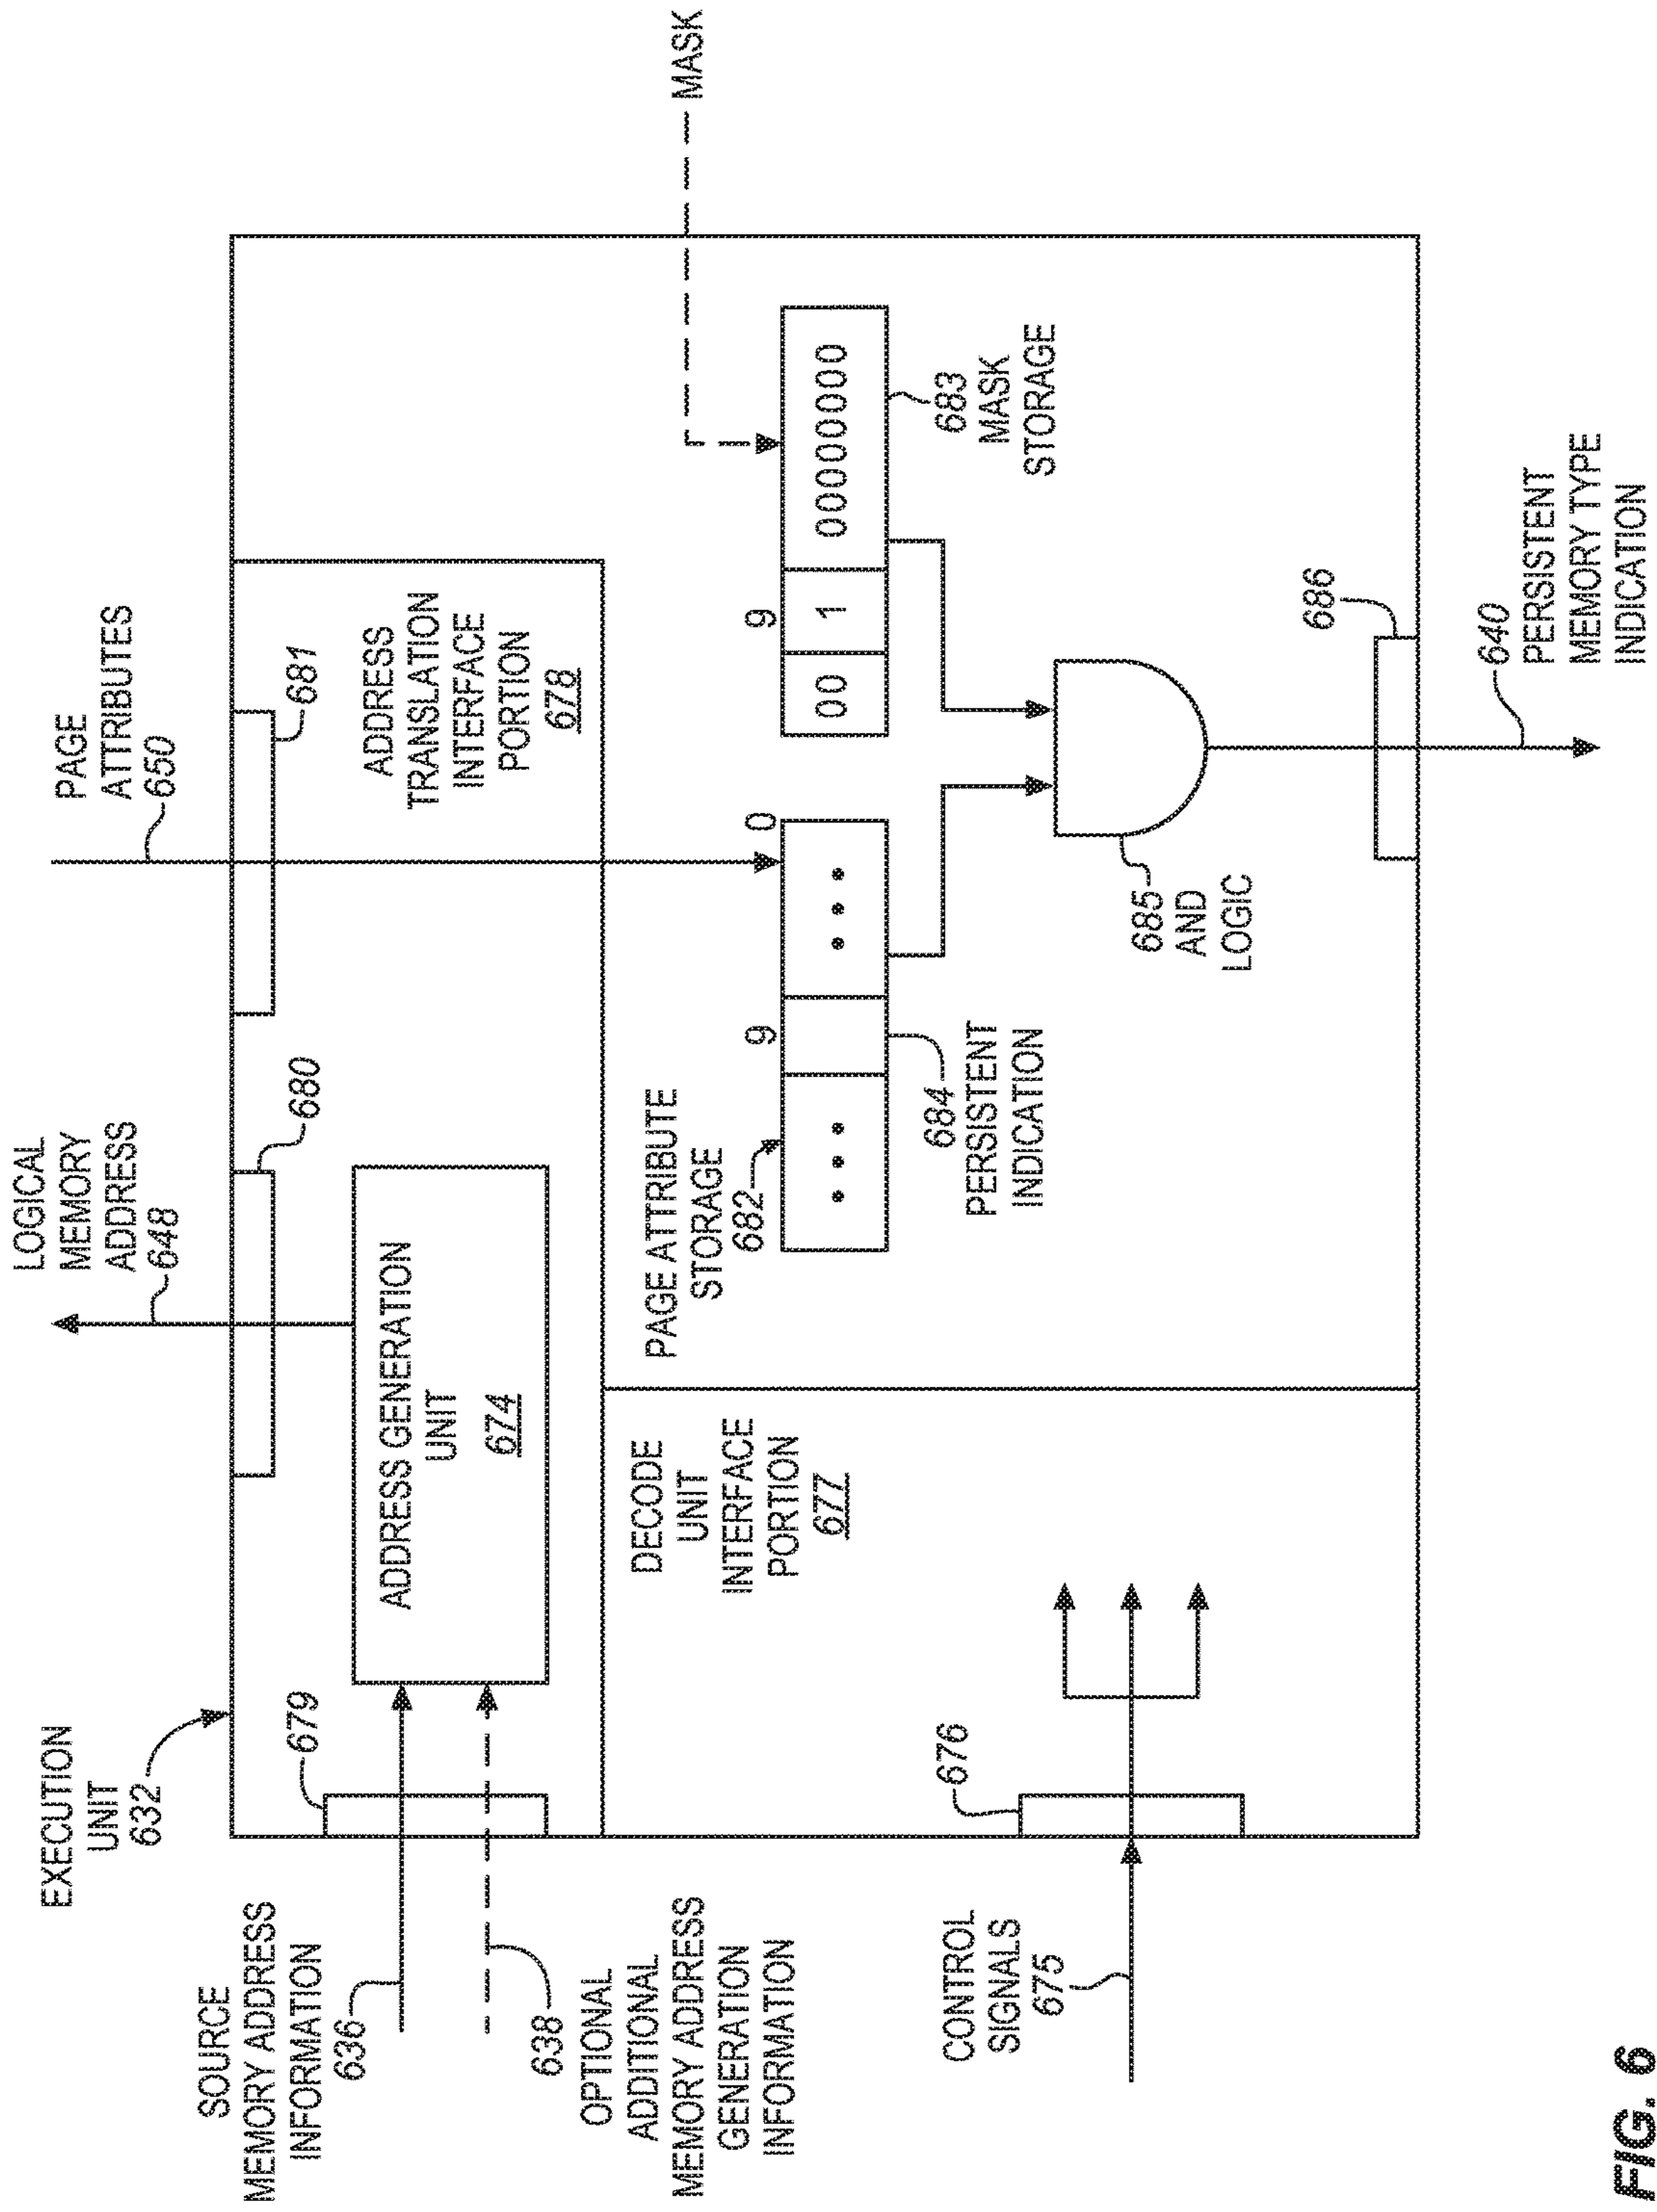 EXECUTION
UNIT
632
LOGICAL
MEMORY
ADDRESS
648
PAGE
ATTRIBUTES
650
SOURCE
MEMORY ADDRESS
INFORMATION
636
679
680
681
ADDRESS GENERATION
UNIT
674
ADDRESS
TRANSLATION
INTERFACE
PORTION
678
638
OPTIONAL
ADDITIONAL
MEMORY ADDRESS
GENERATION
INFORMATION
DECODE
UNIT
INTERFACE
PORTION
677
PAGE ATTRIBUTE
STORAGE
682
9
0
684
PERSISTENT
INDICATION
MASK
9
00
1
000000000
683
MASK
STORAGE
CONTROL
SIGNALS
675
676
685
AND
LOGIC
686
640
PERSISTENT
MEMORY TYPE
INDICATION
FIG. 6